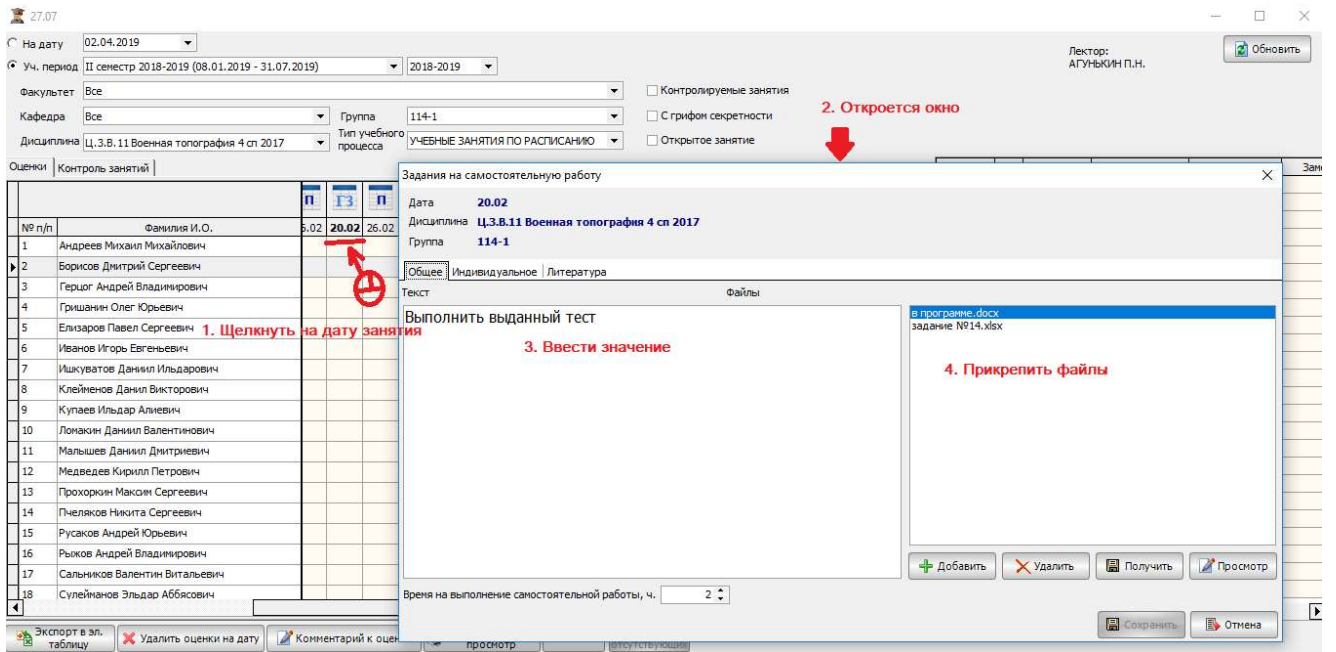 27.07
На дату 02.04.2019
Лектор:
АГУНЬКИН П.Н.
Обновить
Уч. период II семестр 2018-2019 (08.01.2019 - 31.07.2019) 2018-2019
Факультет Все
Контролируемые занятия
Кафедра Все Группа 114-1
С грифом секретности
2. Откроется окно
Дисциплина Ц.3.В.11 Военная топография 4 сп 2017 Тип учебного процесса УЧЕБНЫЕ ЗАНЯТИЯ ПО РАСПИСАНИЮ
Открытое занятие
Оценки Контроль занятий
Зам
П ГЗ П
№ п/п Фамилия И.О. 5.02 20.02 26.02
1 Андреев Михаил Михайлович
2 Борисов Дмитрий Сергеевич
3 Герцог Андрей Владимирович
4 Гришанин Олег Юрьевич
5 Елизаров Павел Сергеевич
1. Щелкнуть на дату занятия
1
6 Иванов Игорь Евгеньевич
7 Ишкуватов Даниил Ильдарович
8 Клейменов Данил Викторович
9 Купаев Ильдар Алиевич
10 Ломакин Даниил Валентинович
11 Малышев Даниил Дмитриевич
12 Медведев Кирилл Петрович
13 Прохоркин Максим Сергеевич
14 Пчеляков Никита Сергеевич
15 Русаков Андрей Юрьевич
16 Рыжов Андрей Владимирович
17 Сальников Валентин Витальевич
18 Сулейманов Эльдар Аббясович
Задания на самостоятельную работу
Дата 20.02
Дисциплина Ц.3.В.11 Военная топография 4 сп 2017
Группа 114-1
Общее Индивидуальное Литература
Текст Файлы
Выполнить выданный тест
в программе.docx
задание №14.xlsx
3. Ввести значение
4. Прикрепить файлы
Добавить Удалить Получить Просмотр
Время на выполнение самостоятельной работы, ч. 2
Сохранить Отмена
Экспорт в эл. таблицу Удалить оценки на дату Комментарий к оцен просмотр отсутствующих